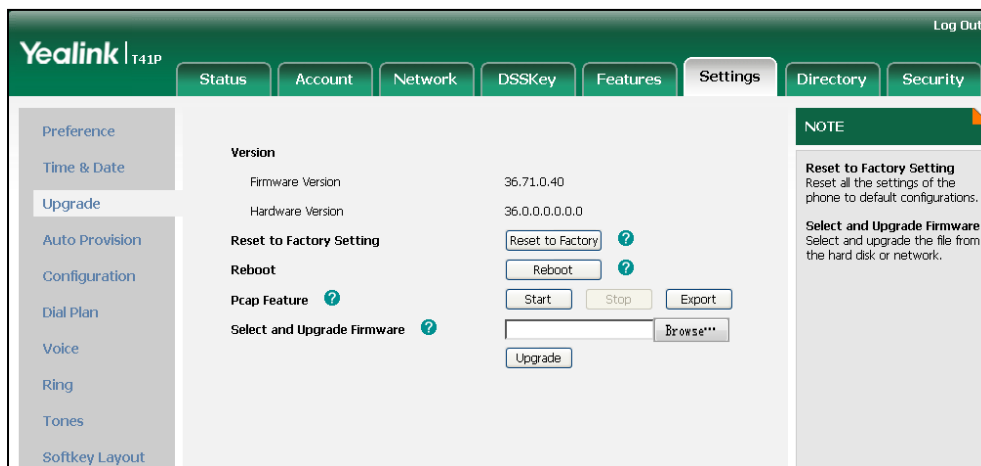 Log Out
Yealink T41P
Status Account Network DSSKey Features Settings Directory Security
Preference
Time & Date
Upgrade
Auto Provision
Configuration
Dial Plan
Voice
Ring
Tones
Softkey Layout
Version
Firmware Version 36.71.0.40
Hardware Version 36.0.0.0.0.0.0
Reset to Factory Setting Reset to Factory ?
Reboot Reboot ?
Pcap Feature ? Start Stop Export
Select and Upgrade Firmware ? Browse...
Upgrade
NOTE
Reset to Factory Setting
Reset all the settings of the
phone to default configurations.
Select and Upgrade Firmware
Select and upgrade the file from
the hard disk or network.